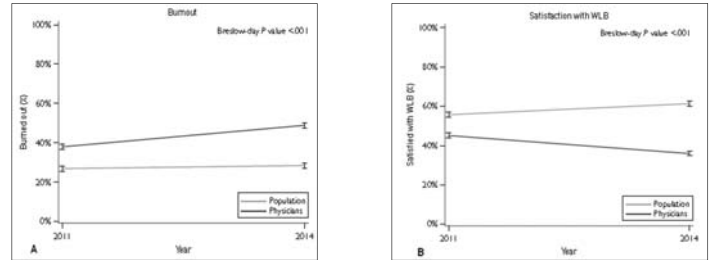 Burnout
Breslow-day P value <.001
100%
80%
60%
40%
20%
0%
Burned out (%)
2011
2014
Year
Population
Physicians
A
Satisfaction with WLB
Breslow-day P value <.001
100%
80%
60%
40%
20%
0%
Satisfied with WLB (%)
2011
2014
Year
Population
Physicians
B